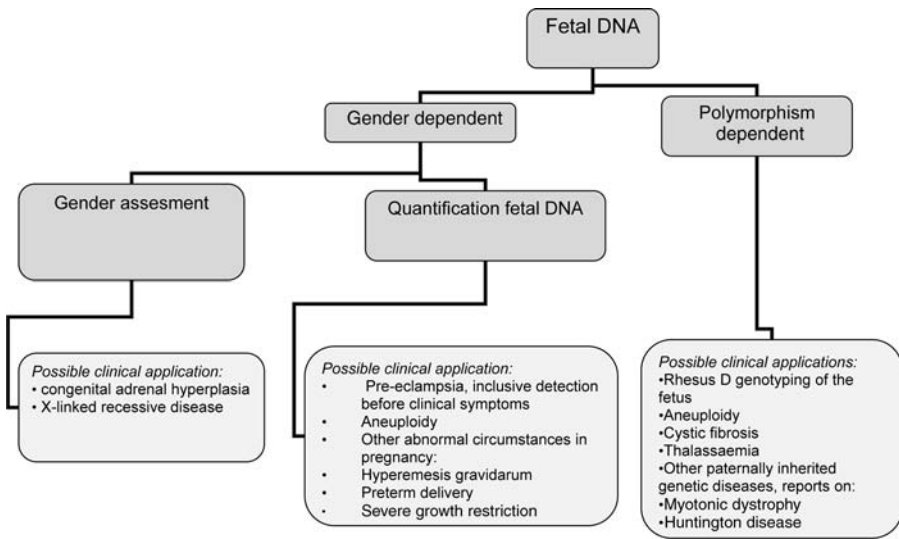 Fetal DNA
Gender dependent
Polymorphism
dependent
Gender assesment
Quantification fetal DNA
Possible clinical application:
• congenital adrenal hyperplasia
• X-linked recessive disease
Possible clinical application:
• Pre-eclampsia, inclusive detection
before clinical symptoms
• Aneuploidy
• Other abnormal circumstances in
pregnancy:
• Hyperemesis gravidarum
• Preterm delivery
• Severe growth restriction
Possible clinical applications:
•Rhesus D genotyping of the
fetus
•Aneuploidy
•Cystic fibrosis
•Thalassaemia
•Other paternally inherited
genetic diseases, reports on:
•Myotonic dystrophy
•Huntington disease